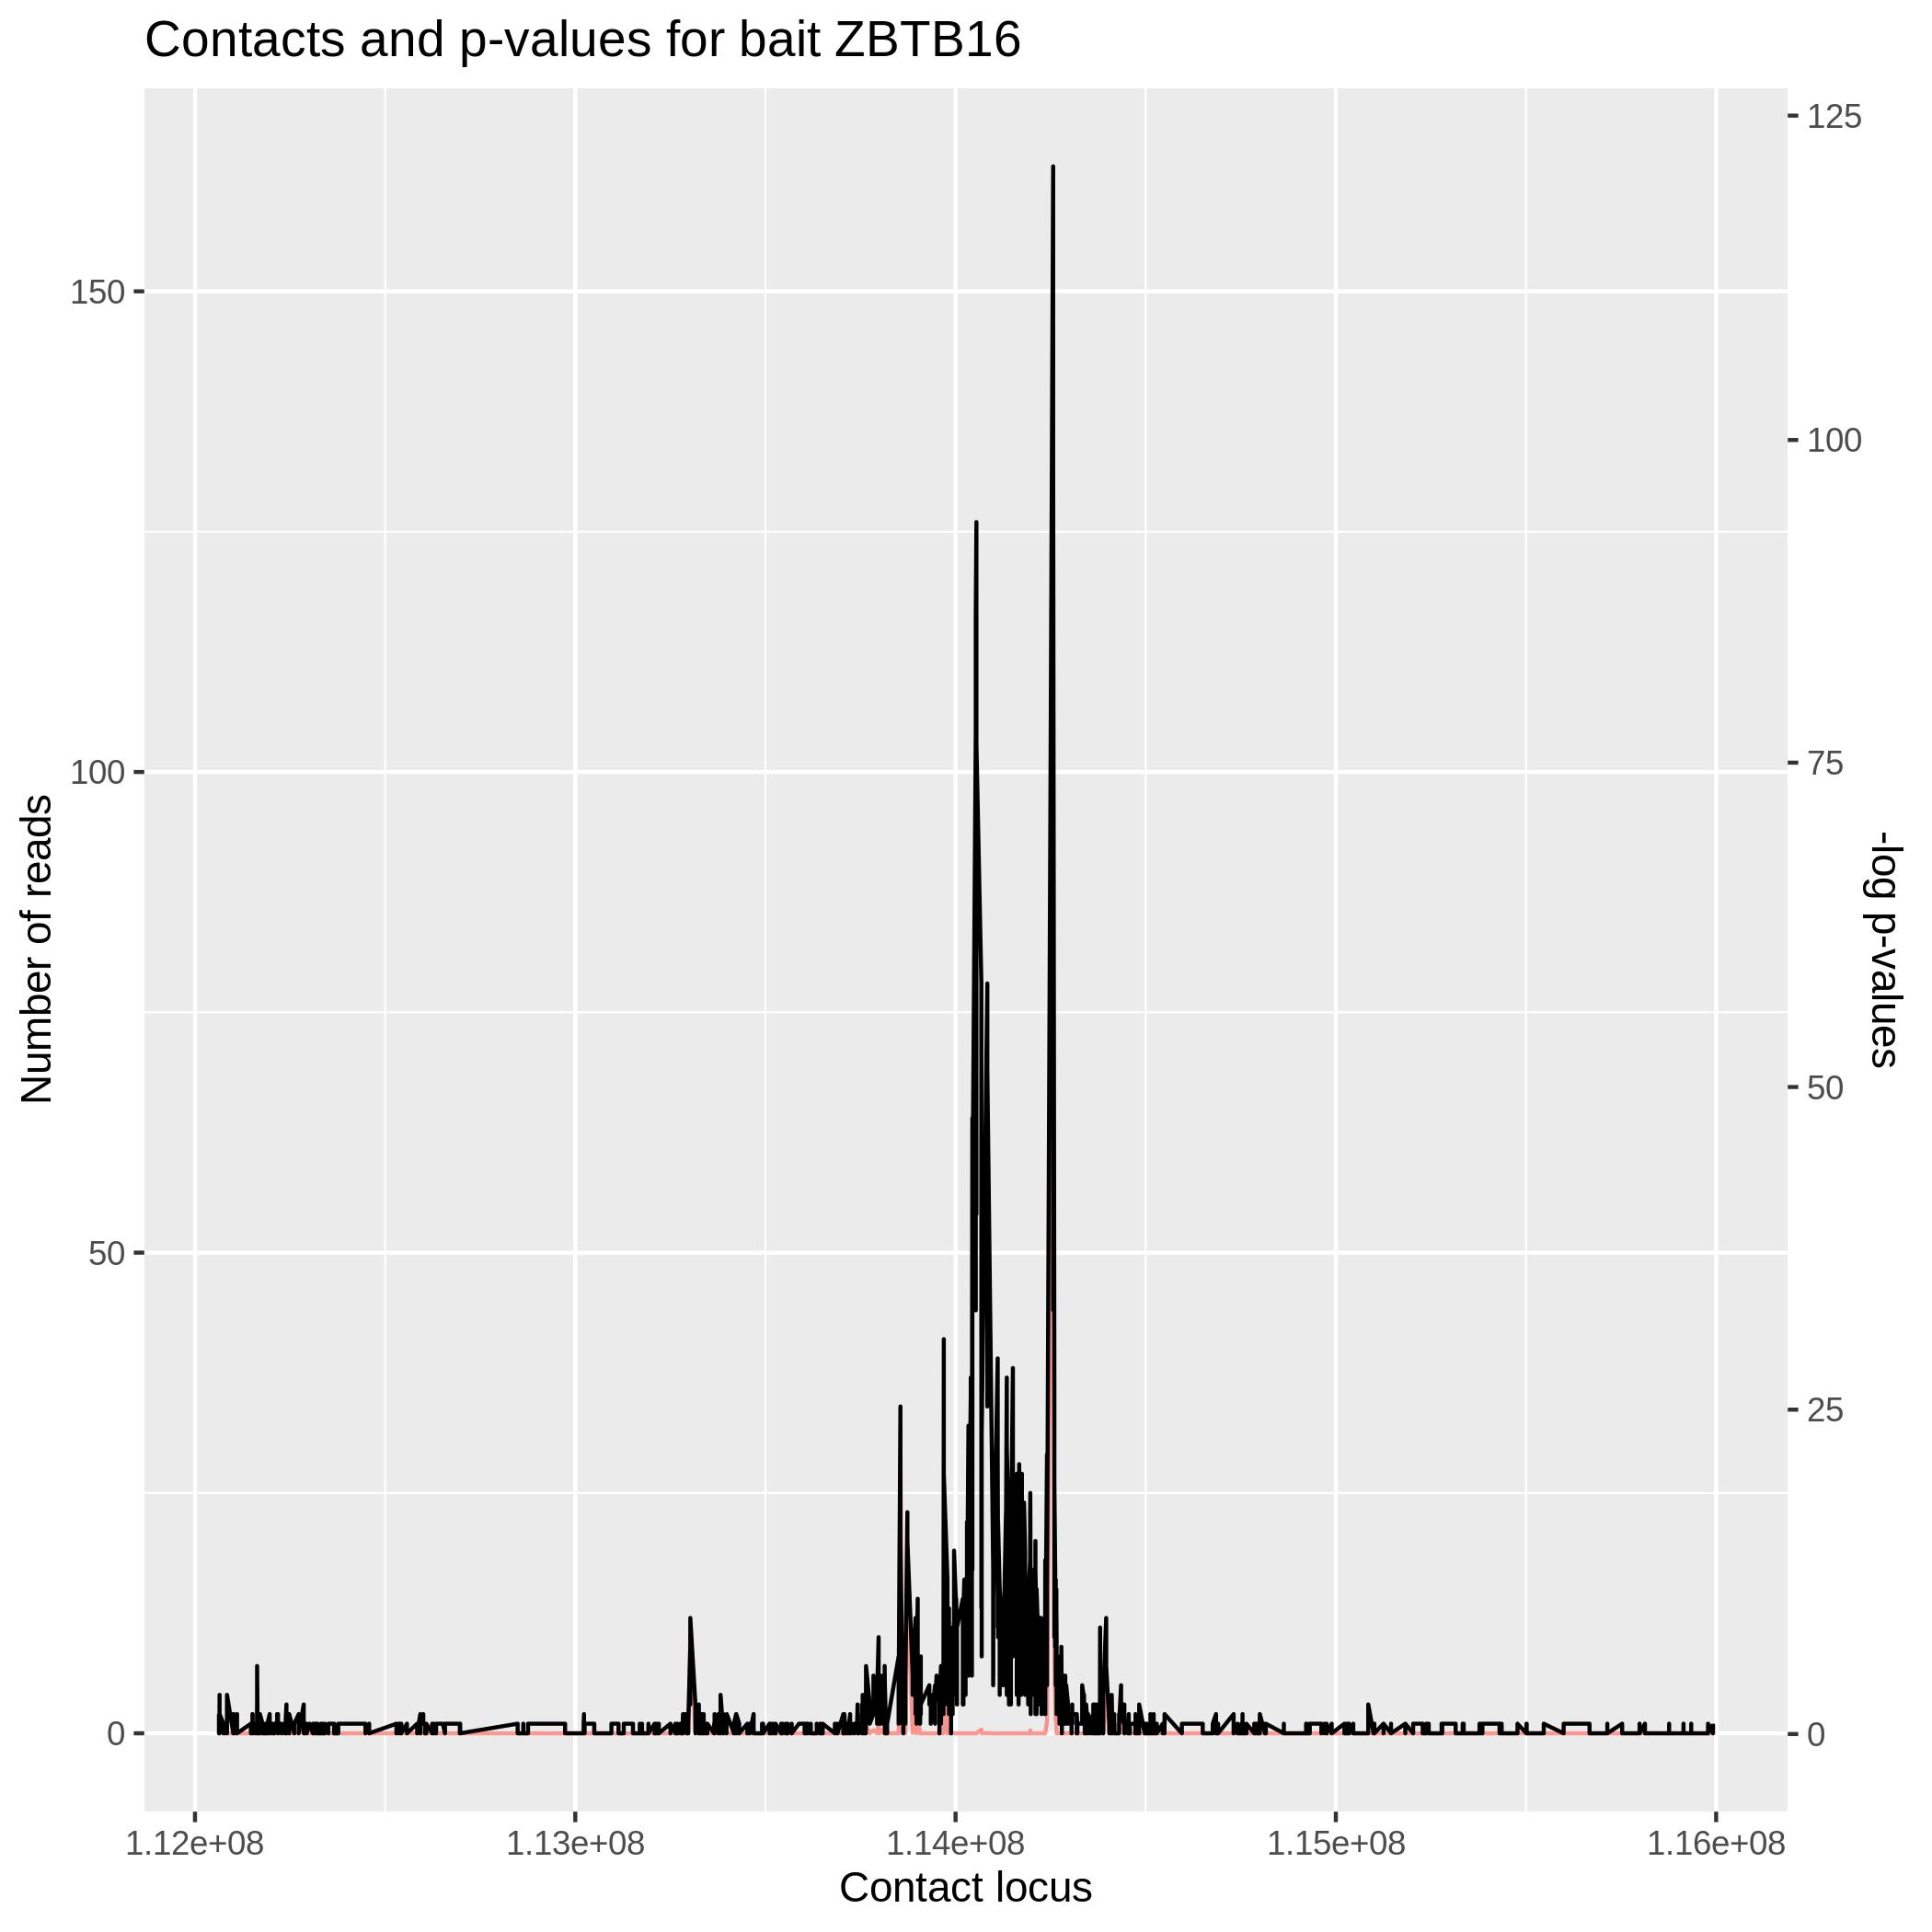 Contacts and p-values for bait ZBTB16
125
150
100
100
75
50
50
25
0
0
Number of reads
-log p-values
1.12e+08
1.13e+08
1.14e+08
1.15e+08
1.16e+08
Contact locus